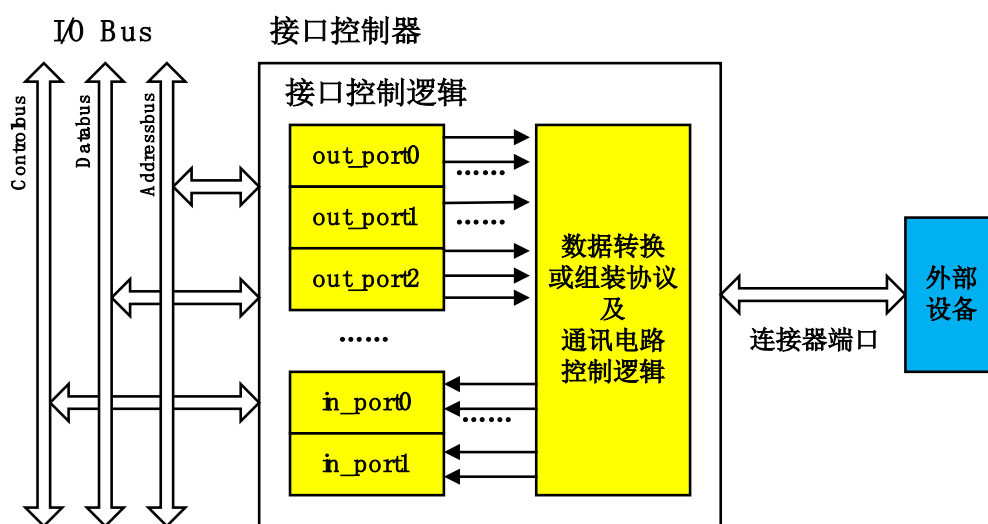 I/O Bus
接口控制器
Controlbus
Databus
Addressbus
接口控制逻辑
out_port0
......
out_port1
......
out_port2
......
in_port0
......
in_port1
数据转换
或组装协议
及
通讯电路
控制逻辑
连接器端口
外部
设备